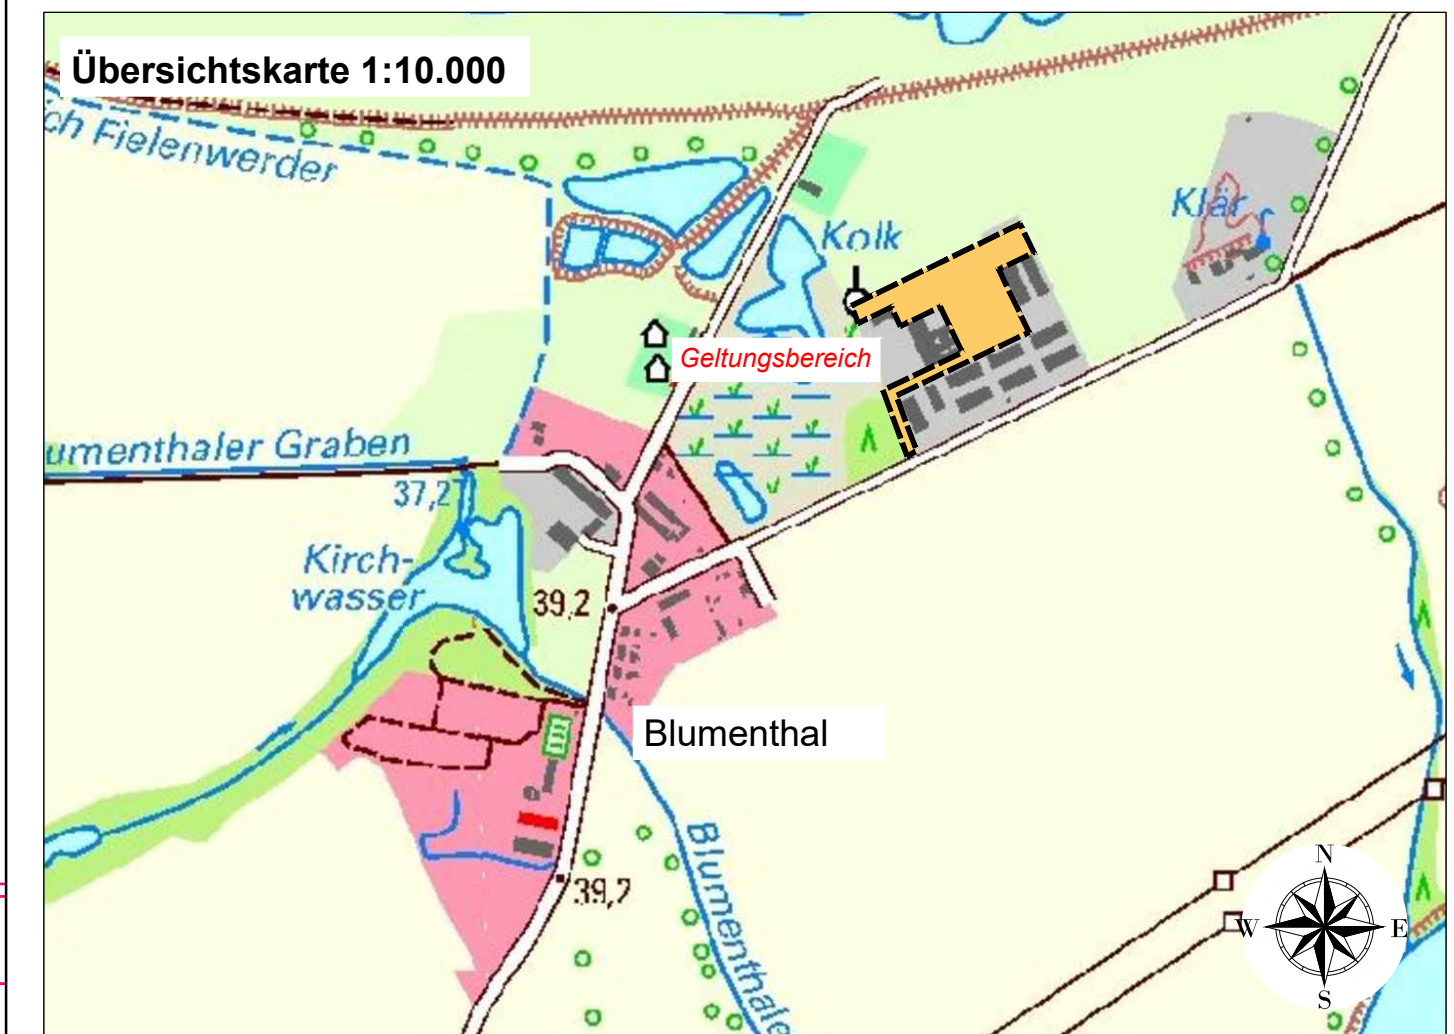 Übersichtskarte 1:10.000
ch Fielenwerder
Kolk
Klär
Geltungsbereich
umenthaler Graben
37,2
Kirch-
wasser
39,2
Blumenthal
39,2
Blumenthale
N
W
E
S